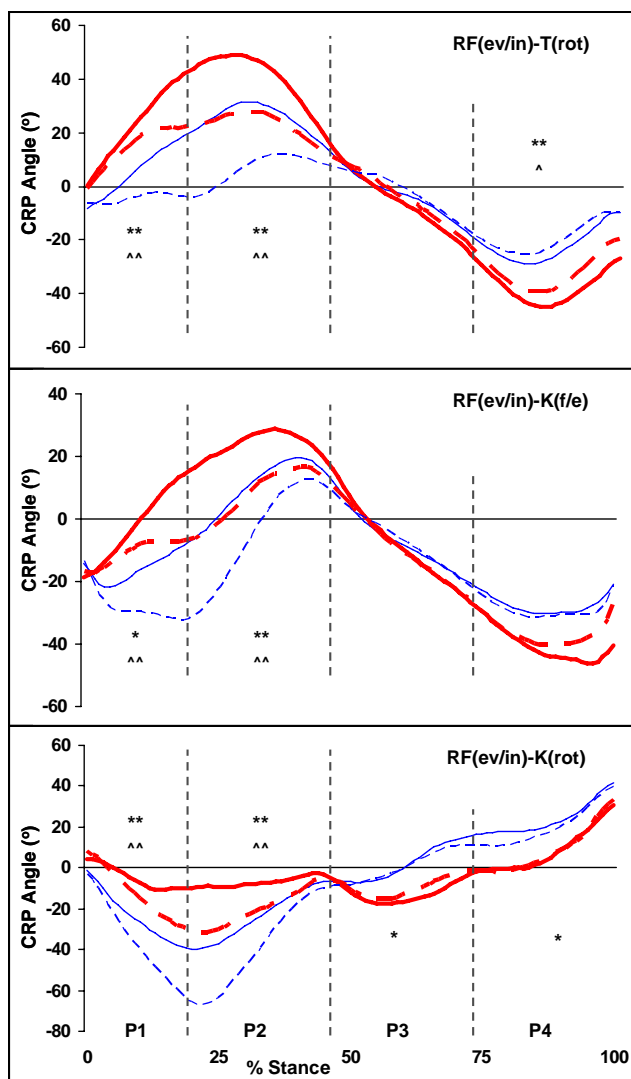 RF(ev/in)-T(rot)
CRP Angle (º)
60
40
20
0
-20
-40
-60
** ** **
^^ ^^ ^
RF(ev/in)-K(f/e)
CRP Angle (º)
40
20
0
-20
-40
-60
* **
^^ ^^
RF(ev/in)-K(rot)
CRP Angle (º)
60
40
20
0
-20
-40
-60
-80
** **
^^ ^^
* *
P1 P2 P3 P4
0 25 50 75 100
% Stance